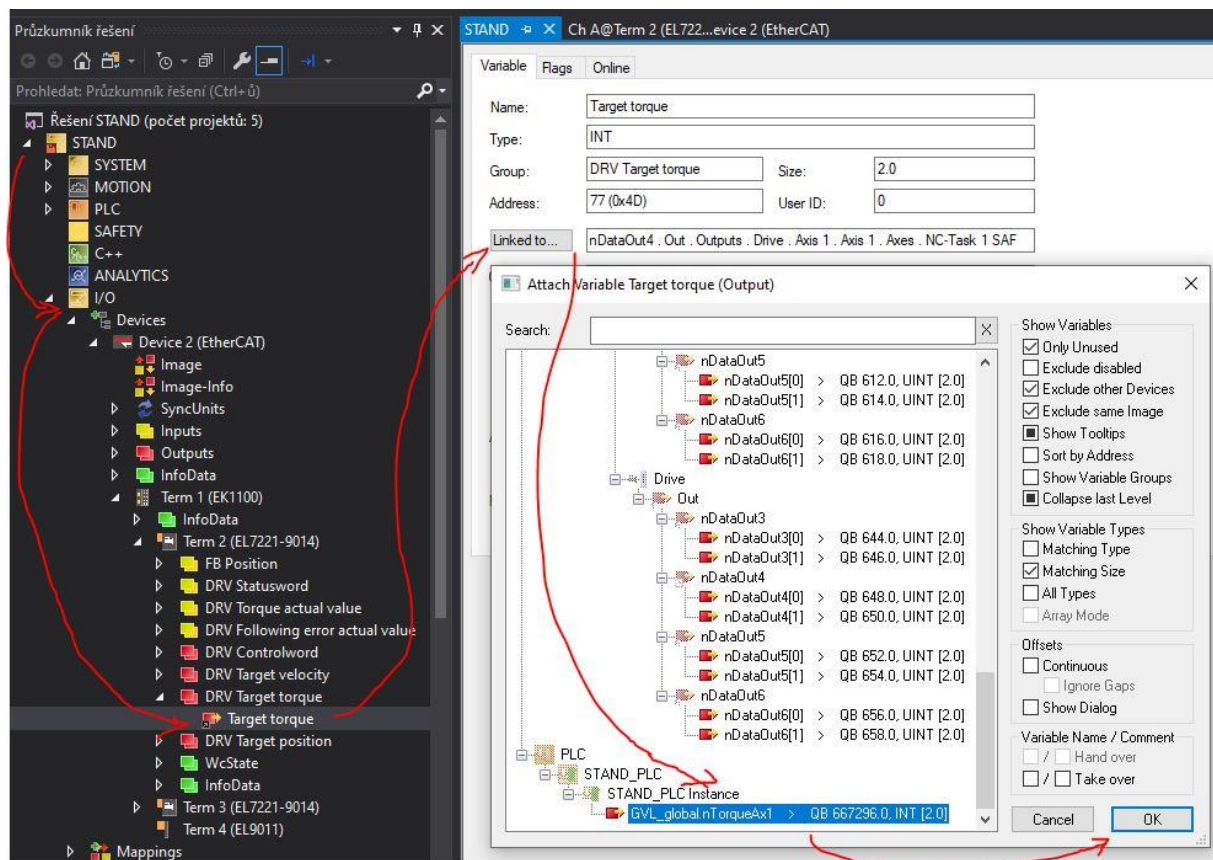 Průzkumník řešení
Prohledat: Průzkumník řešení (Ctrl+ů)
Řešení STAND (počet projektů: 5)
STAND
SYSTEM
MOTION
PLC
SAFETY
C++
ANALYTICS
I/O
Devices
Device 2 (EtherCAT)
Image
Image-Info
SyncUnits
Inputs
Outputs
InfoData
Term 1 (EK1100)
InfoData
Term 2 (EL7221-9014)
FB Position
DRV Statusword
DRV Torque actual value
DRV Following error actual value
DRV Controlword
DRV Target velocity
DRV Target torque
Target torque
DRV Target position
WcState
InfoData
Term 3 (EL7221-9014)
Term 4 (EL9011)
Mappings
STAND
Ch A@Term 2 (EL722...evice 2 (EtherCAT)
Variable Flags Online
Name: Target torque
Type: INT
Group: DRV Target torque Size: 2.0
Address: 77 (0x4D) User ID: 0
Linked to... nDataOut4 . Out . Outputs . Drive . Axis 1 . Axis 1 . Axes . NC-Task 1 SAF
Attach Variable Target torque (Output)
Search:
nDataOut5
nDataOut5[0] > QB 612.0, UINT [2.0]
nDataOut5[1] > QB 614.0, UINT [2.0]
nDataOut6
nDataOut6[0] > QB 616.0, UINT [2.0]
nDataOut6[1] > QB 618.0, UINT [2.0]
Drive
Out
nDataOut3
nDataOut3[0] > QB 644.0, UINT [2.0]
nDataOut3[1] > QB 646.0, UINT [2.0]
nDataOut4
nDataOut4[0] > QB 648.0, UINT [2.0]
nDataOut4[1] > QB 650.0, UINT [2.0]
nDataOut5
nDataOut5[0] > QB 652.0, UINT [2.0]
nDataOut5[1] > QB 654.0, UINT [2.0]
nDataOut6
nDataOut6[0] > QB 656.0, UINT [2.0]
nDataOut6[1] > QB 658.0, UINT [2.0]
PLC
STAND_PLC
STAND_PLC Instance
GVL_global.nTorqueAx1 > QB 667296.0, INT [2.0]
Show Variables
Only Unused
Exclude disabled
Exclude other Devices
Exclude same Image
Show Tooltips
Sort by Address
Show Variable Groups
Collapse last Level
Show Variable Types
Matching Type
Matching Size
All Types
Array Mode
Offsets
Continuous
Ignore Gaps
Show Dialog
Variable Name / Comment
/ Hand over
/ Take over
Cancel OK